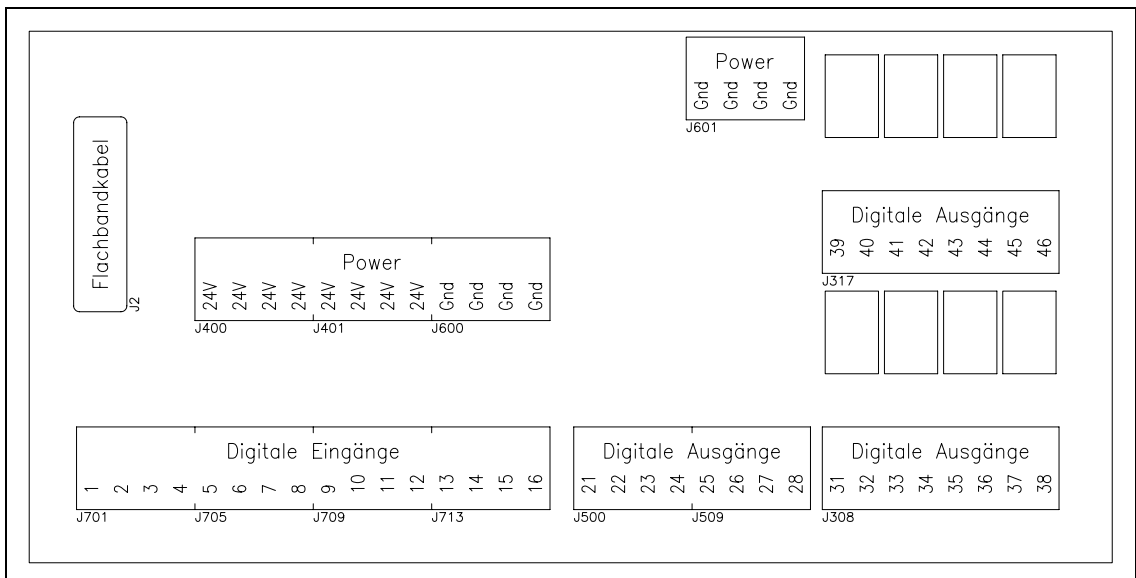 Power
Gnd Gnd Gnd Gnd
J601
Flachbandkabel
J2
Digitale Ausgänge
39 40 41 42 43 44 45 46
J317
Power
24V 24V 24V 24V 24V 24V 24V 24V Gnd Gnd Gnd Gnd
J400 J401 J600
Digitale Eingänge
1 2 3 4 5 6 7 8 9 10 11 12 13 14 15 16
J701 J705 J709 J713
Digitale Ausgänge
21 22 23 24 25 26 27 28
J500 J509
Digitale Ausgänge
31 32 33 34 35 36 37 38
J308